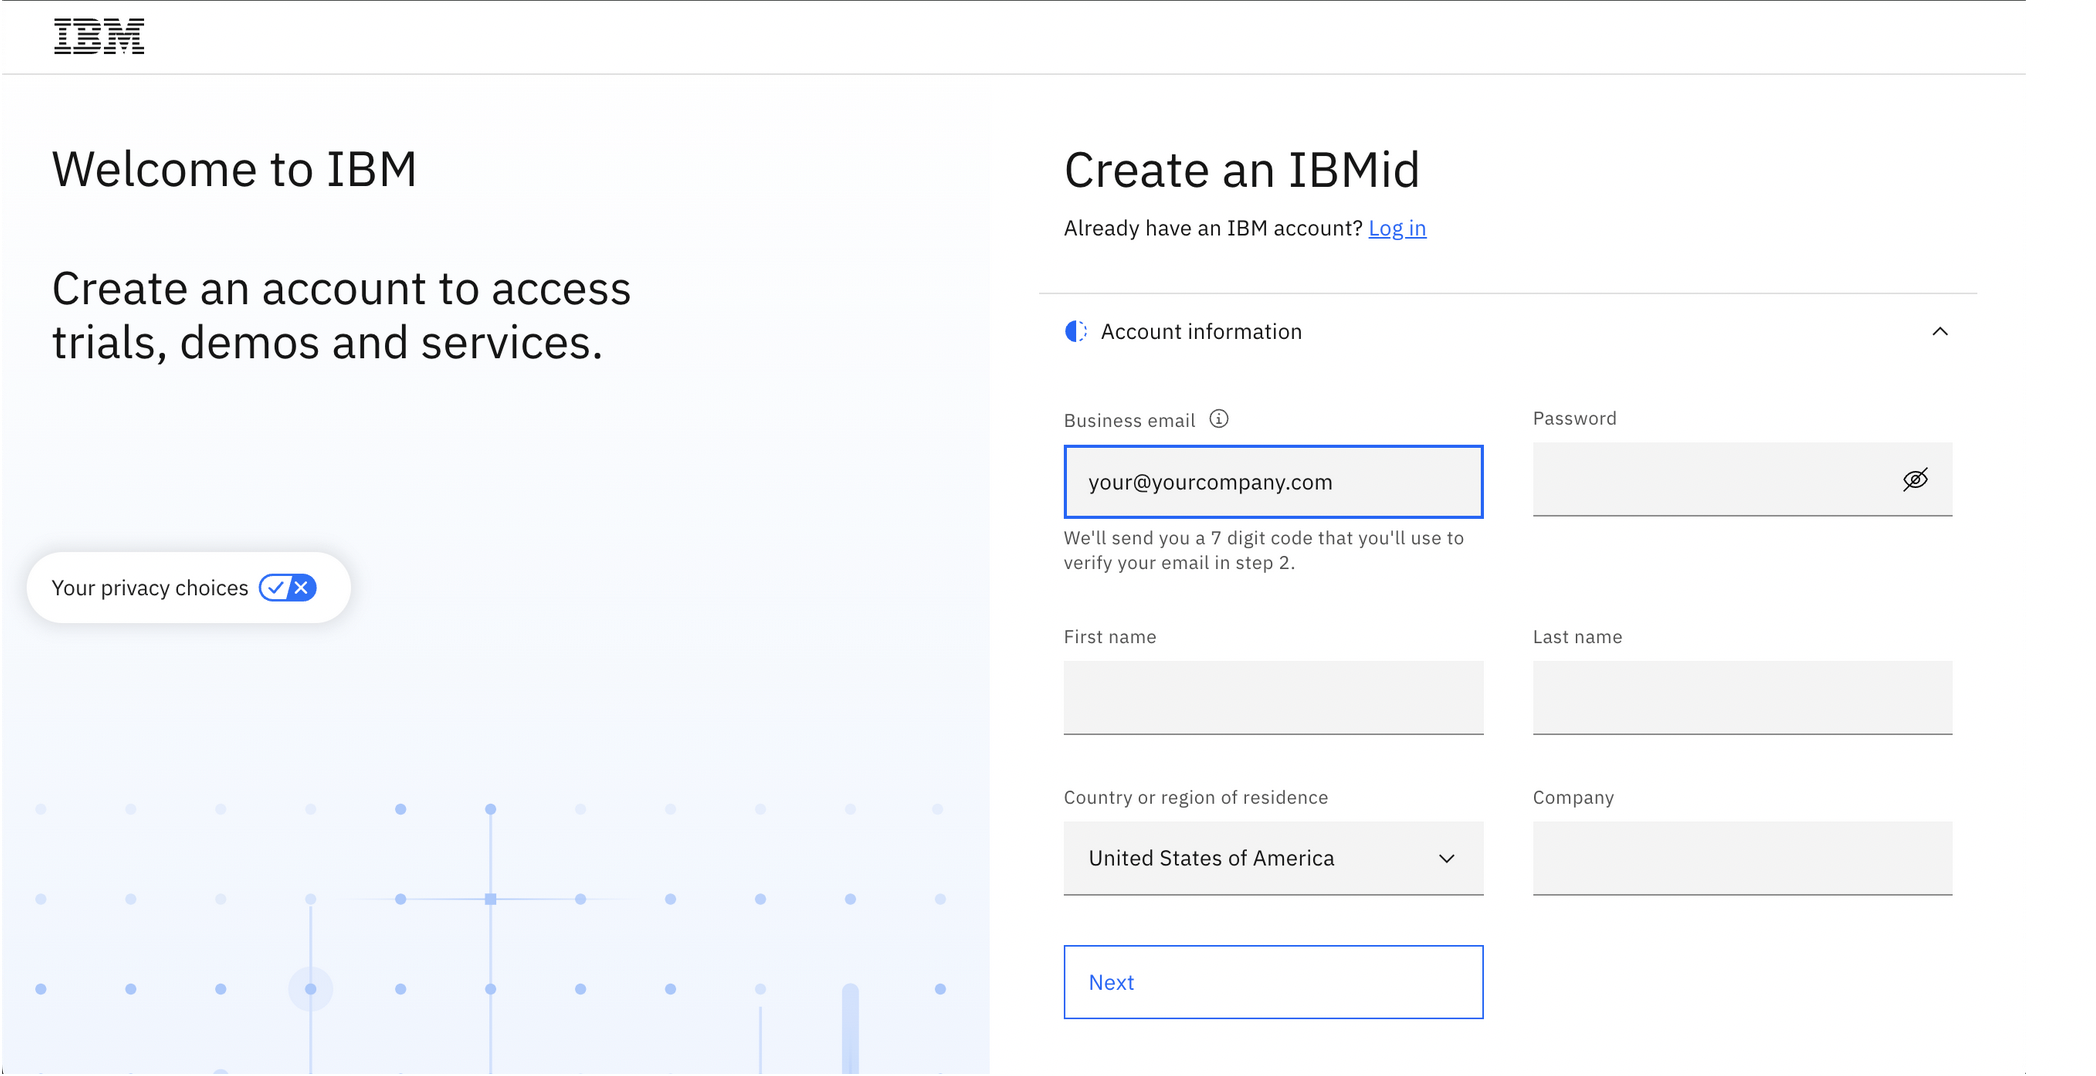 IBM
Welcome to IBM
Create an account to access
trials, demos and services.
Your privacy choices
Create an IBMid
Already have an IBM account? Log in
Account information
Business email
your@yourcompany.com
We'll send you a 7 digit code that you'll use to
verify your email in step 2.
Password
First name
Last name
Country or region of residence
United States of America
Company
Next